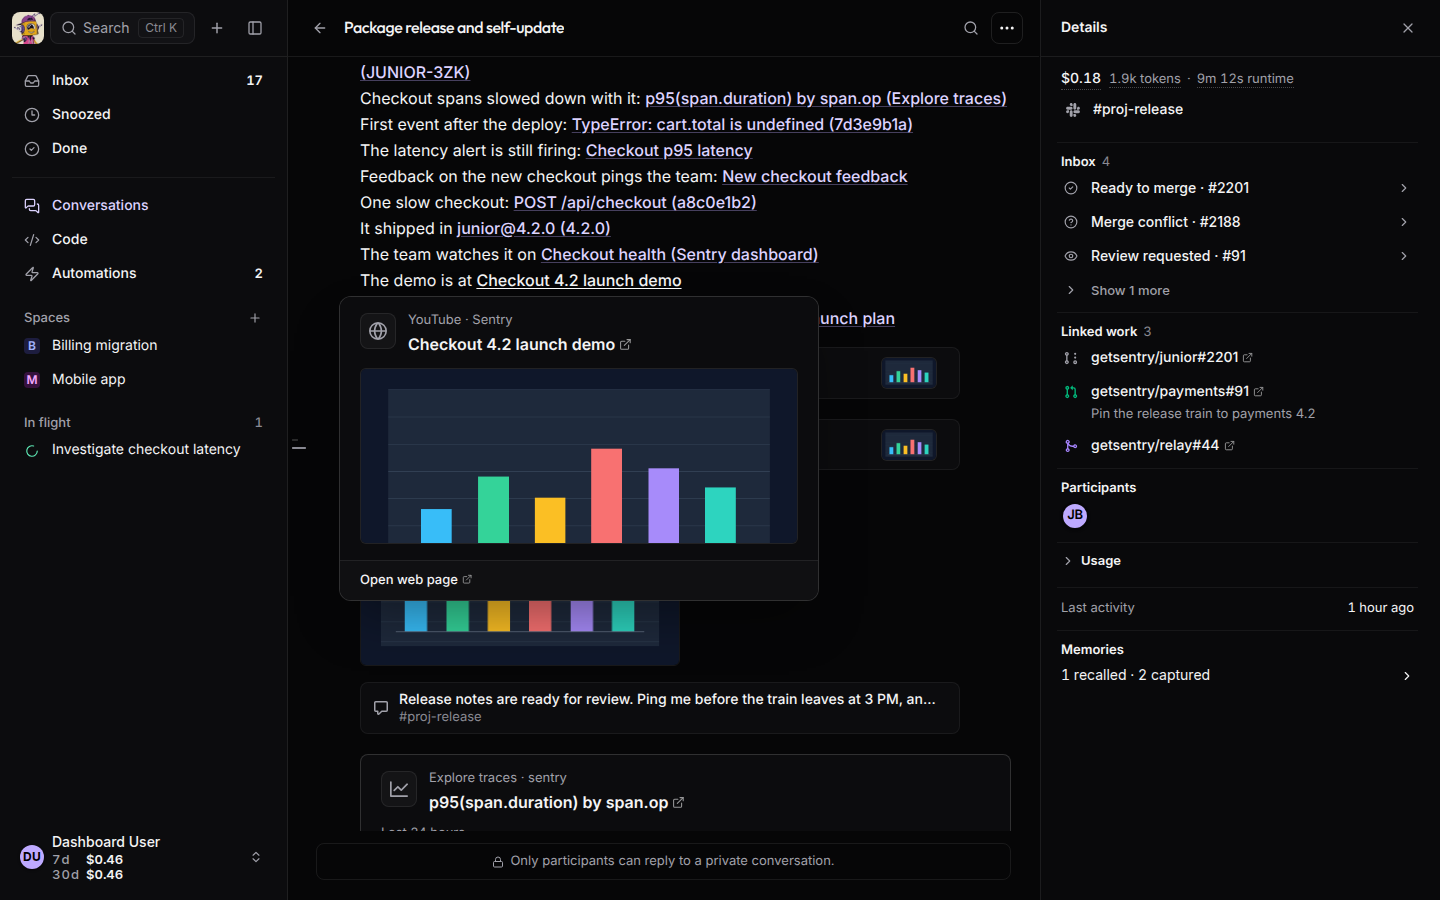 Search
Ctrl K
Inbox
17
Snoozed
Done
Conversations
Code
Automations
2
Spaces
B
Billing migration
M
Mobile app
In flight
1
Investigate checkout latency
DU
Dashboard User
7d $0.46
30d $0.46
Package release and self-update
(JUNIOR-3ZK)
Checkout spans slowed down with it: p95(span.duration) by span.op (Explore traces)
First event after the deploy: TypeError: cart.total is undefined (7d3e9b1a)
The latency alert is still firing: Checkout p95 latency
Feedback on the new checkout pings the team: New checkout feedback
One slow checkout: POST /api/checkout (a8c0e1b2)
It shipped in junior@4.2.0 (4.2.0)
The team watches it on Checkout health (Sentry dashboard)
The demo is at Checkout 4.2 launch demo
unch plan
YouTube · Sentry
Checkout 4.2 launch demo
Open web page
Release notes are ready for review. Ping me before the train leaves at 3 PM, an...
#proj-release
Explore traces · sentry
p95(span.duration) by span.op
Last 24 hours
Only participants can reply to a private conversation.
Details
$0.18 1.9k tokens · 9m 12s runtime
#proj-release
Inbox 4
Ready to merge · #2201
Merge conflict · #2188
Review requested · #91
Show 1 more
Linked work 3
getsentry/junior#2201
getsentry/payments#91
Pin the release train to payments 4.2
getsentry/relay#44
Participants
JB
Usage
Last activity
1 hour ago
Memories
1 recalled · 2 captured